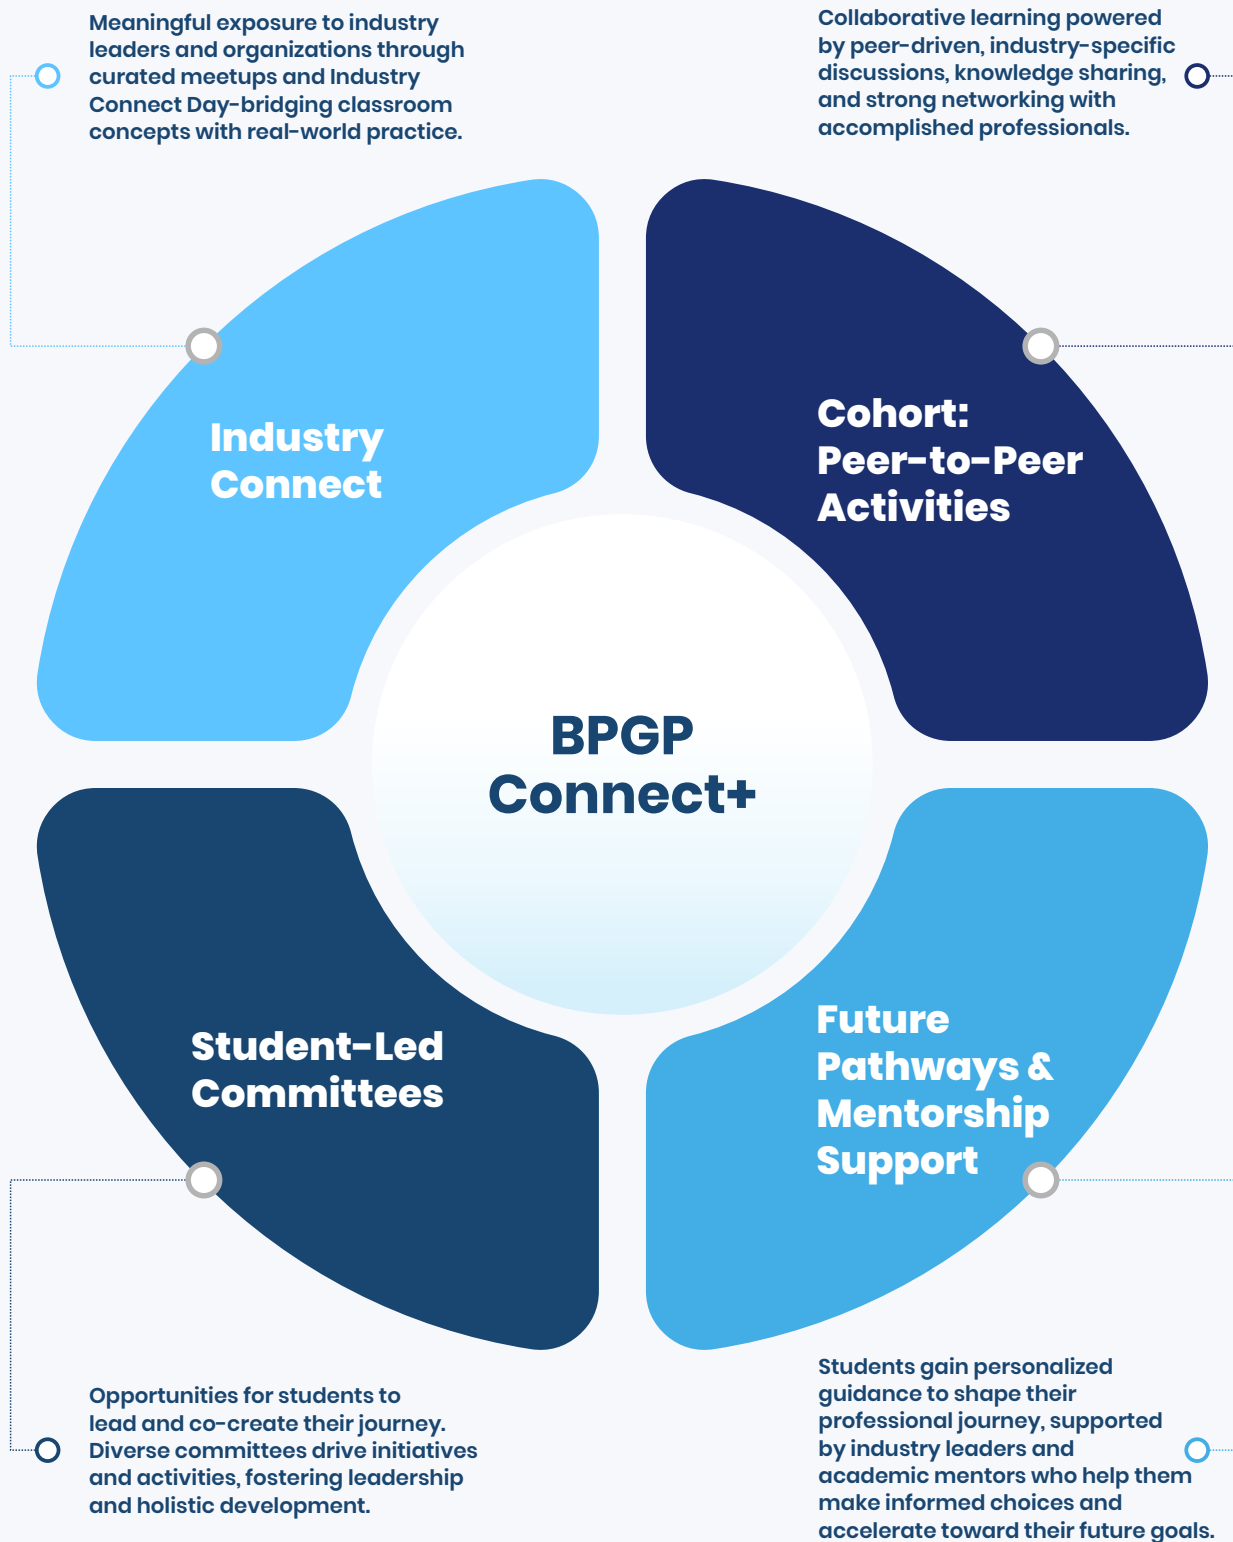 Meaningful exposure to industry
leaders and organizations through
curated meetups and Industry
Connect Day-bridging classroom
concepts with real-world practice.
Collaborative learning powered
by peer-driven, industry-specific
discussions, knowledge sharing,
and strong networking with
accomplished professionals.
Industry
Connect
Cohort:
Peer-to-Peer
Activities
BPGP
Connect+
Student-Led
Committees
Future
Pathways &
Mentorship
Support
Opportunities for students to
lead and co-create their journey.
Diverse committees drive initiatives
and activities, fostering leadership
and holistic development.
Students gain personalized
guidance to shape their
professional journey, supported
by industry leaders and
academic mentors who help them
make informed choices and
accelerate toward their future goals.